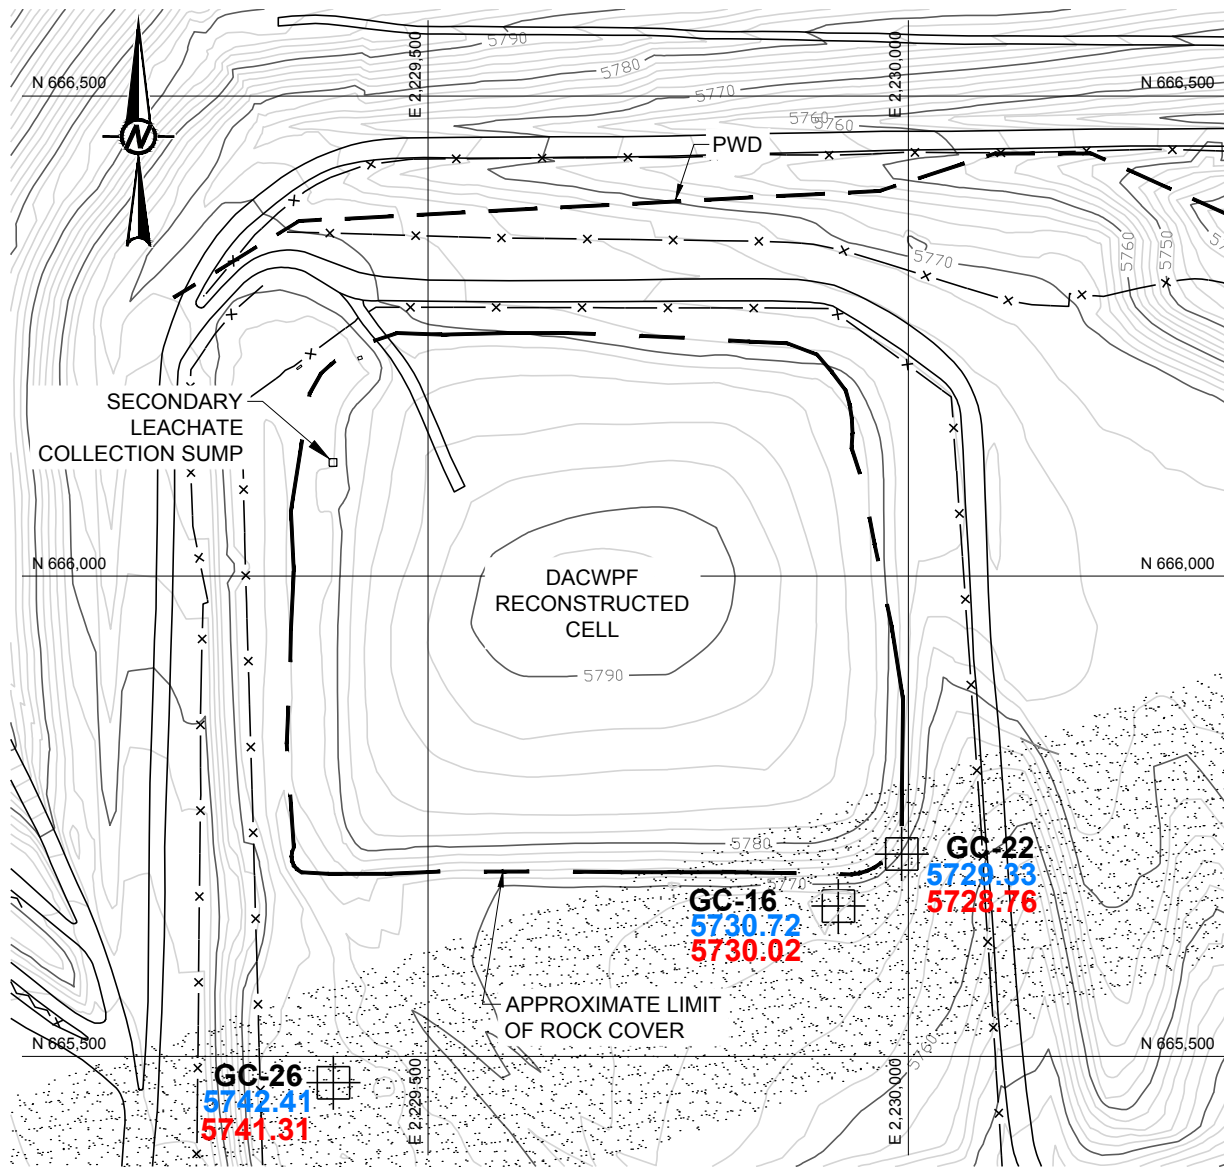 5790
5780
5770
E 2,229,500
E 2,230,000
N 666,500
N 666,500
N
5760
5760
PWD
5770
5760
5750
SECONDARY
LEACHATE
COLLECTION SUMP
N 666,000
N 666,000
DACWPF
RECONSTRUCTED
CELL
5790
5780
5770
GC-22
5729.33
5728.76
GC-16
5730.72
5730.02
APPROXIMATE LIMIT
OF ROCK COVER
5760
N 665,500
N 665,500
GC-26
5742.41
5741.31
E 2,229,500
E 2,230,000